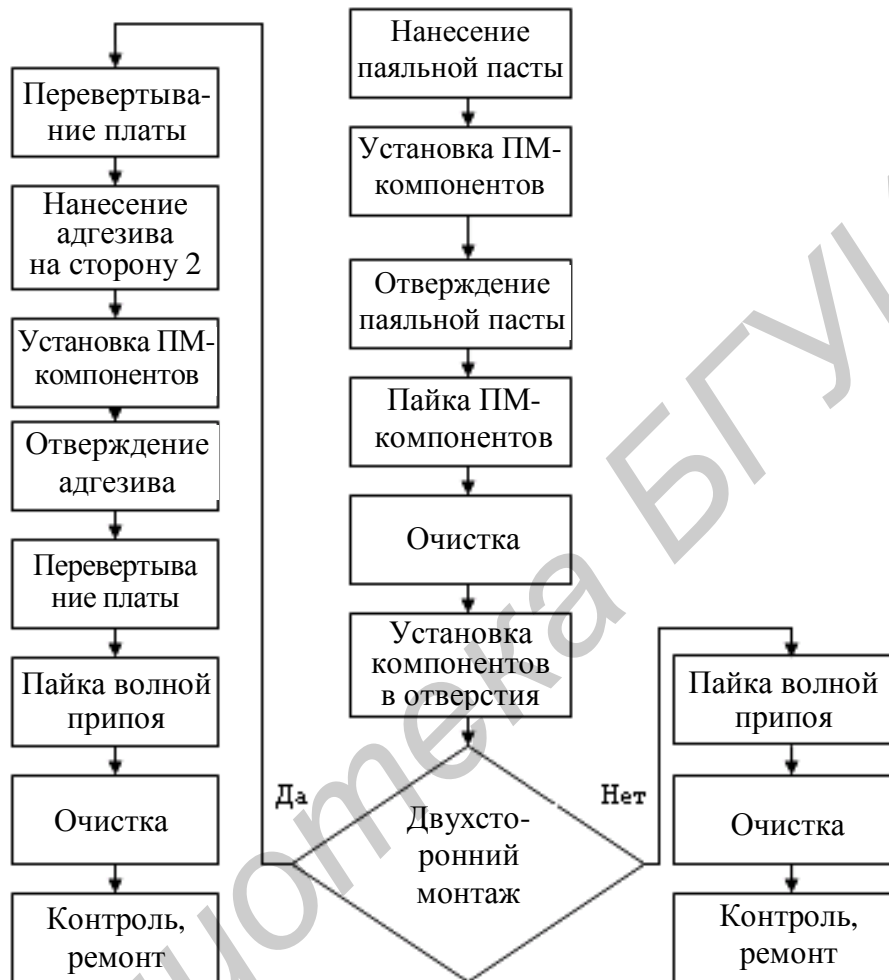 Нанесение
паяльной пасты
Установка ПМ-
компонентов
Отверждение
паяльной пасты
Пайка ПМ-
компонентов
Очистка
Установка
компонентов
в отверстия
Двухсто-
ронний
монтаж
Да
Перевертыва-
ние платы
Нанесение
адгезива
на сторону 2
Установка ПМ-
компонентов
Отверждение
адгезива
Перевертыва
ние платы
Пайка волной
припоя
Очистка
Контроль,
ремонт
Нет
Пайка волной
припоя
Очистка
Контроль,
ремонт